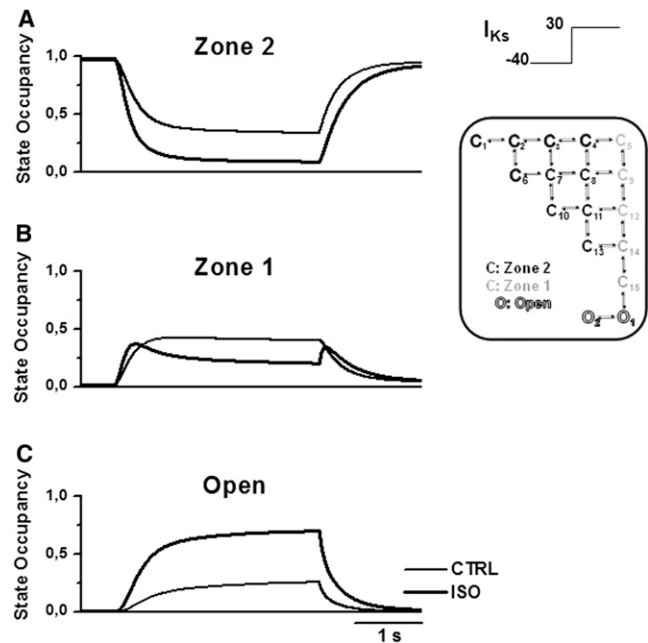 A
Zone 2
State Occupancy
1,0
0,5
0,0
B
Zone 1
State Occupancy
1,0
0,5
0,0
C
Open
State Occupancy
1,0
0,5
0,0
CTRL
ISO
1 s
IKs
30
-40
C1 C2 C3 C4 C5
C6 C7 C8 C9
C10 C11 C12
C13 C14
C: Zone 2
C: Zone 1
C15
O: Open
O2 O1